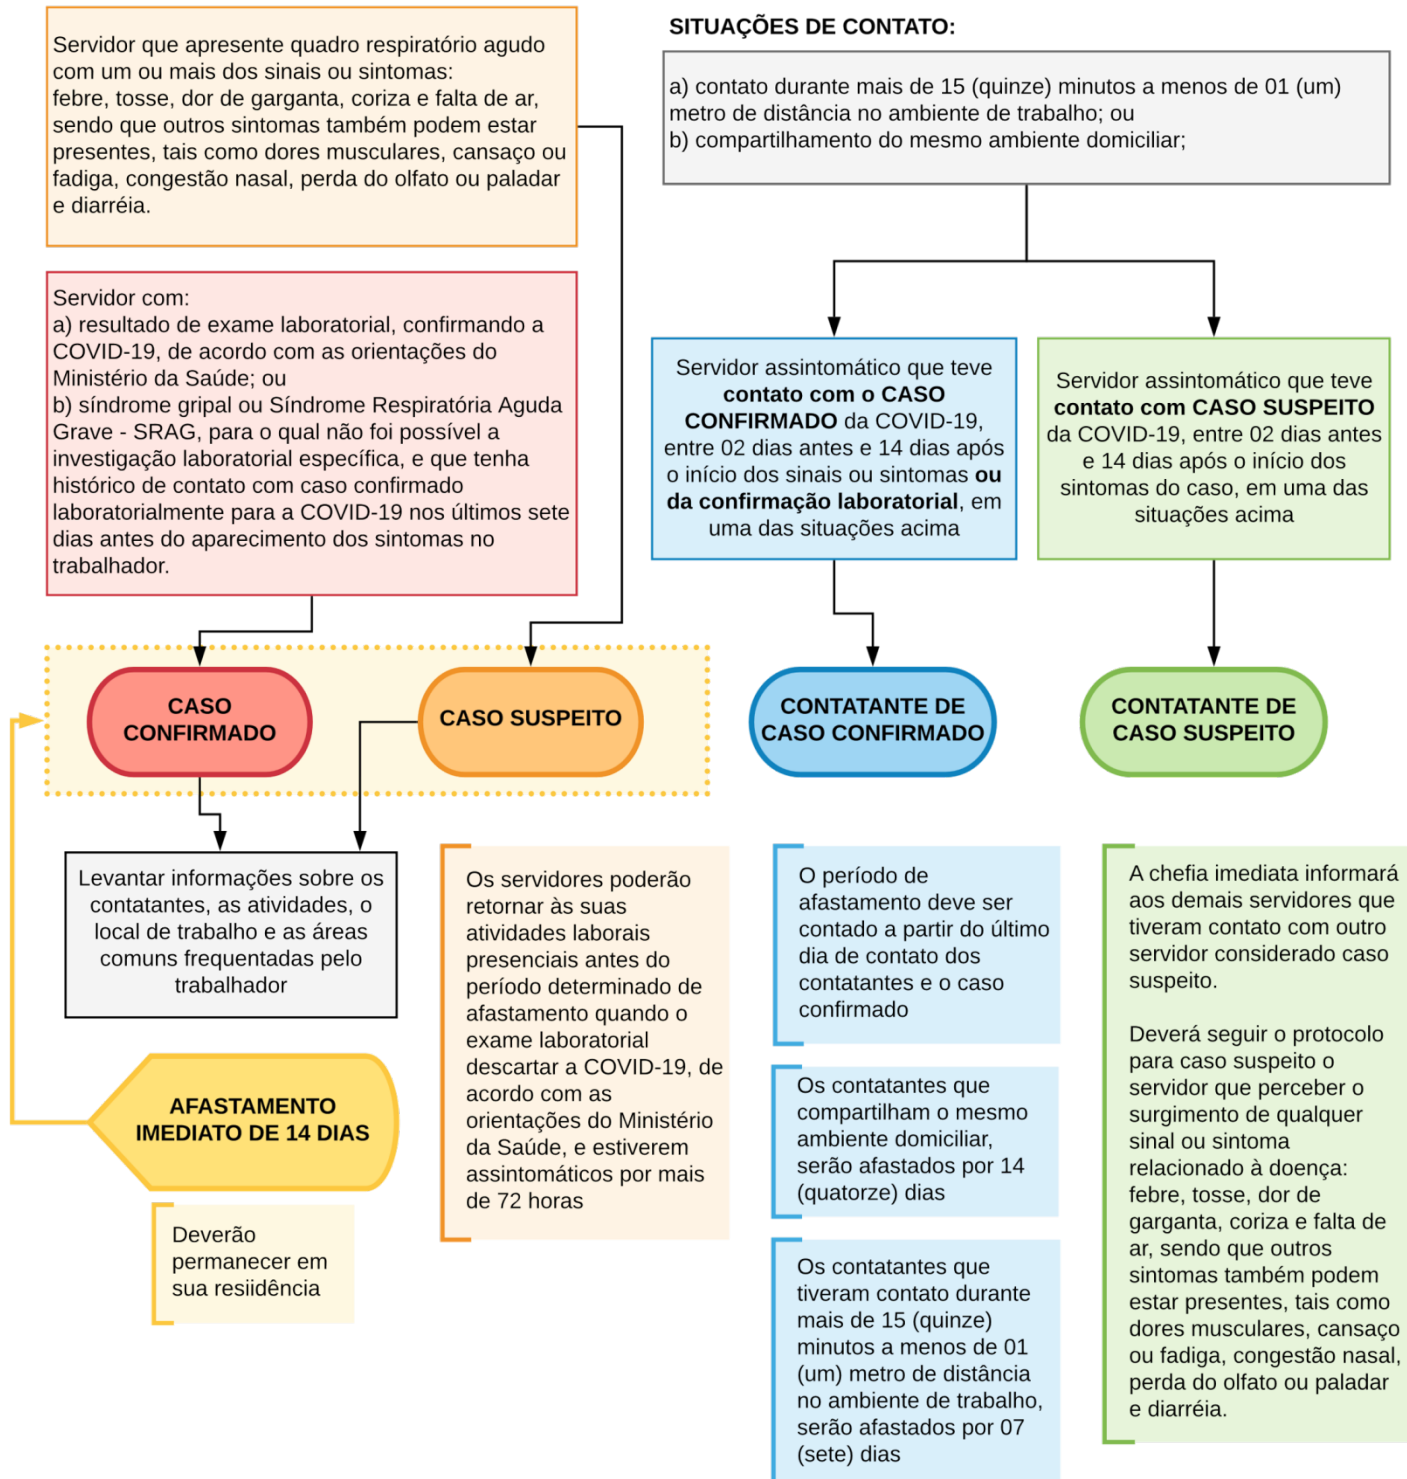 Servidor que apresente quadro respiratório agudo
com um ou mais dos sinais ou sintomas:
febre, tosse, dor de garganta, coriza e falta de ar,
sendo que outros sintomas também podem estar
presentes, tais como dores musculares, cansaço ou
fadiga, congestão nasal, perda do olfato ou paladar
e diarréia.
SITUAÇÕES DE CONTATO:
a) contato durante mais de 15 (quinze) minutos a menos de 01 (um)
metro de distância no ambiente de trabalho; ou
b) compartilhamento do mesmo ambiente domiciliar;
Servidor com:
a) resultado de exame laboratorial, confirmando a
COVID-19, de acordo com as orientações do
Ministério da Saúde; ou
b) síndrome gripal ou Síndrome Respiratória Aguda
Grave - SRAG, para o qual não foi possível a
investigação laboratorial específica, e que tenha
histórico de contato com caso confirmado
laboratorialmente para a COVID-19 nos últimos sete
dias antes do aparecimento dos sintomas no
trabalhador.
Servidor assintomático que teve
contato com o CASO
CONFIRMADO da COVID-19,
entre 02 dias antes e 14 dias após
o início dos sinais ou sintomas ou
da confirmação laboratorial, em
uma das situações acima
Servidor assintomático que teve
contato com CASO SUSPEITO
da COVID-19, entre 02 dias antes
e 14 dias após o início dos
sintomas do caso, em uma das
situações acima
CASO
CONFIRMADO
CASO SUSPEITO
CONTATANTE DE
CASO CONFIRMADO
CONTATANTE DE
CASO SUSPEITO
Levantar informações sobre os
contatantes, as atividades, o
local de trabalho e as áreas
comuns frequentadas pelo
trabalhador
AFASTAMENTO
IMEDIATO DE 14 DIAS
Deverão
permanecer em
sua resiidência
Os servidores poderão
retornar às suas
atividades laborais
presenciais antes do
período determinado de
afastamento quando o
exame laboratorial
descartar a COVID-19, de
acordo com as
orientações do Ministério
da Saúde, e estiverem
assintomáticos por mais
de 72 horas
O período de
afastamento deve ser
contado a partir do último
dia de contato dos
contatantes e o caso
confirmado
Os contatantes que
compartilham o mesmo
ambiente domiciliar,
serão afastados por 14
(quatorze) dias
Os contatantes que
tiveram contato durante
mais de 15 (quinze)
minutos a menos de 01
(um) metro de distância
no ambiente de trabalho,
serão afastados por 07
(sete) dias
A chefia imediata informará
aos demais servidores que
tiveram contato com outro
servidor considerado caso
suspeito.
Deverá seguir o protocolo
para caso suspeito o
servidor que perceber o
surgimento de qualquer
sinal ou sintoma
relacionado à doença:
febre, tosse, dor de
garganta, coriza e falta de
ar, sendo que outros
sintomas também podem
estar presentes, tais como
dores musculares, cansaço
ou fadiga, congestão nasal,
perda do olfato ou paladar
e diarréia.